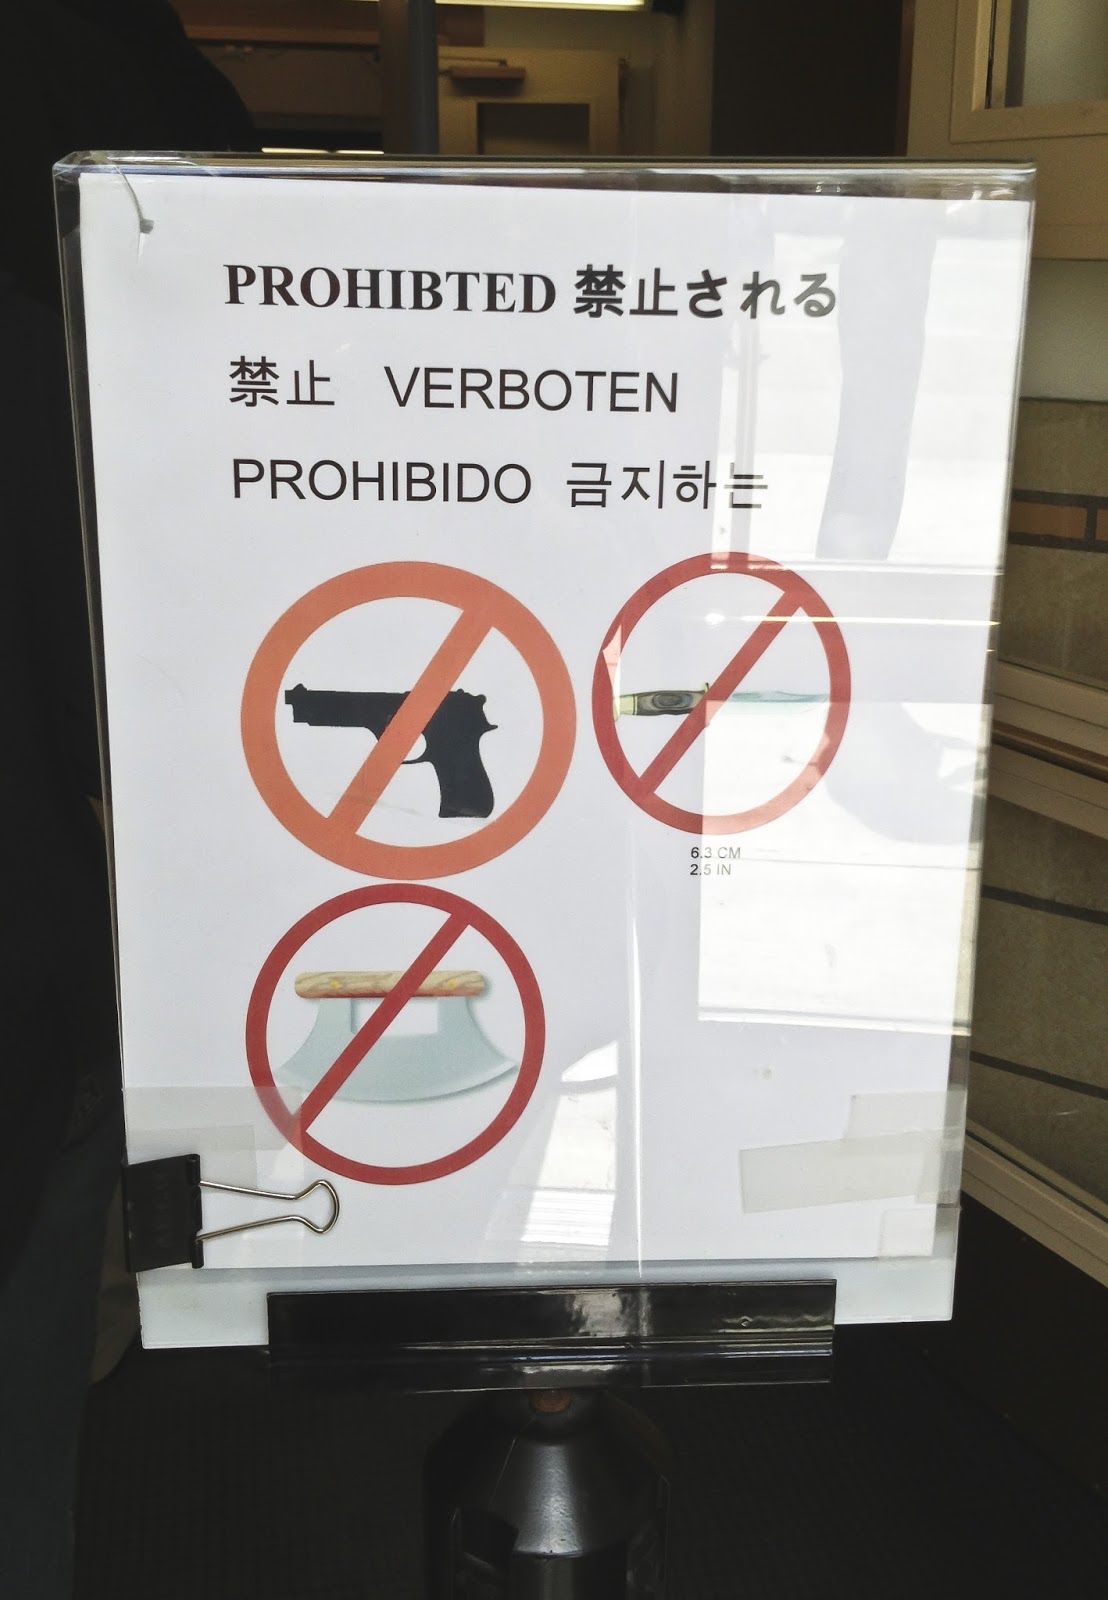 PROHIBTED 禁止される
禁止 VERBOTEN
PROHIBIDO 금지하는
6.3 CM
2.5 IN